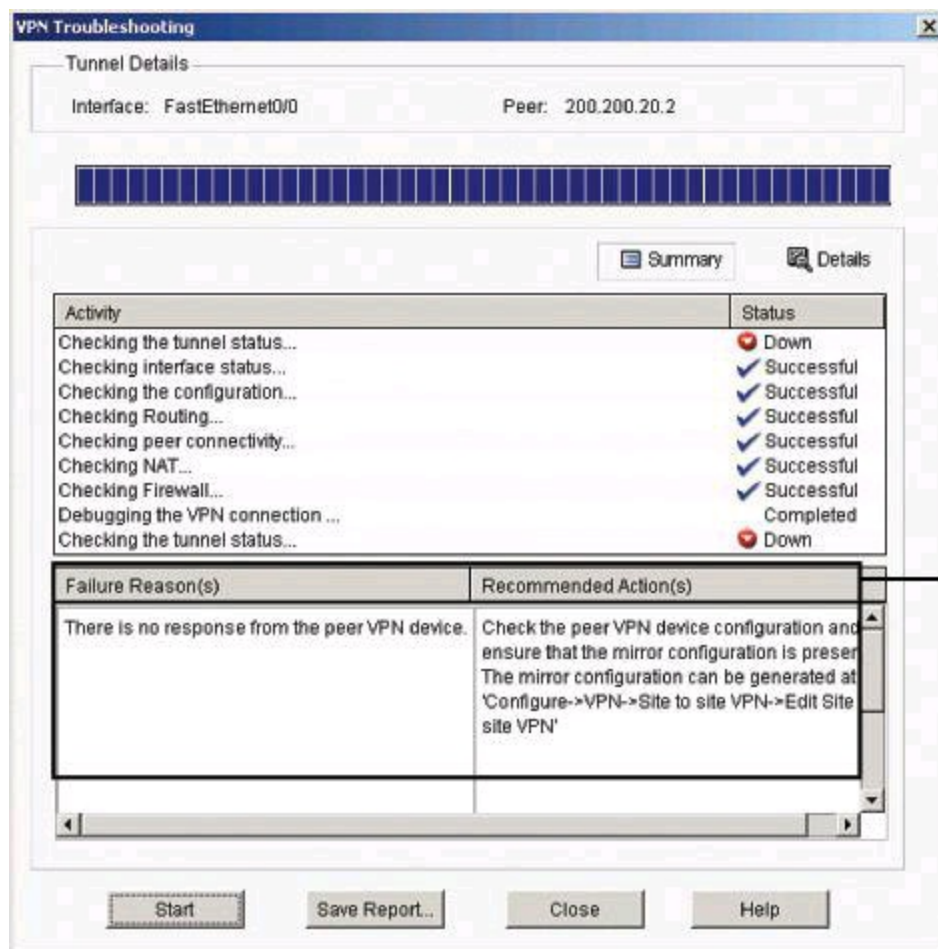 VPN Troubleshooting
Tunnel Details
Interface: FastEthernet0/0 Peer: 200.200.20.2
Summary Details
Activity Status
Checking the tunnel status... Down
Checking interface status... Successful
Checking the configuration... Successful
Checking Routing... Successful
Checking peer connectivity... Successful
Checking NAT... Successful
Checking Firewall... Successful
Debugging the VPN connection ... Completed
Checking the tunnel status... Down
Failure Reason(s) Recommended Action(s)
There is no response from the peer VPN device. Check the peer VPN device configuration and
ensure that the mirror configuration is preser
The mirror configuration can be generated at
'Configure->VPN->Site to site VPN->Edit Site
site VPN'
Start Save Report... Close Help